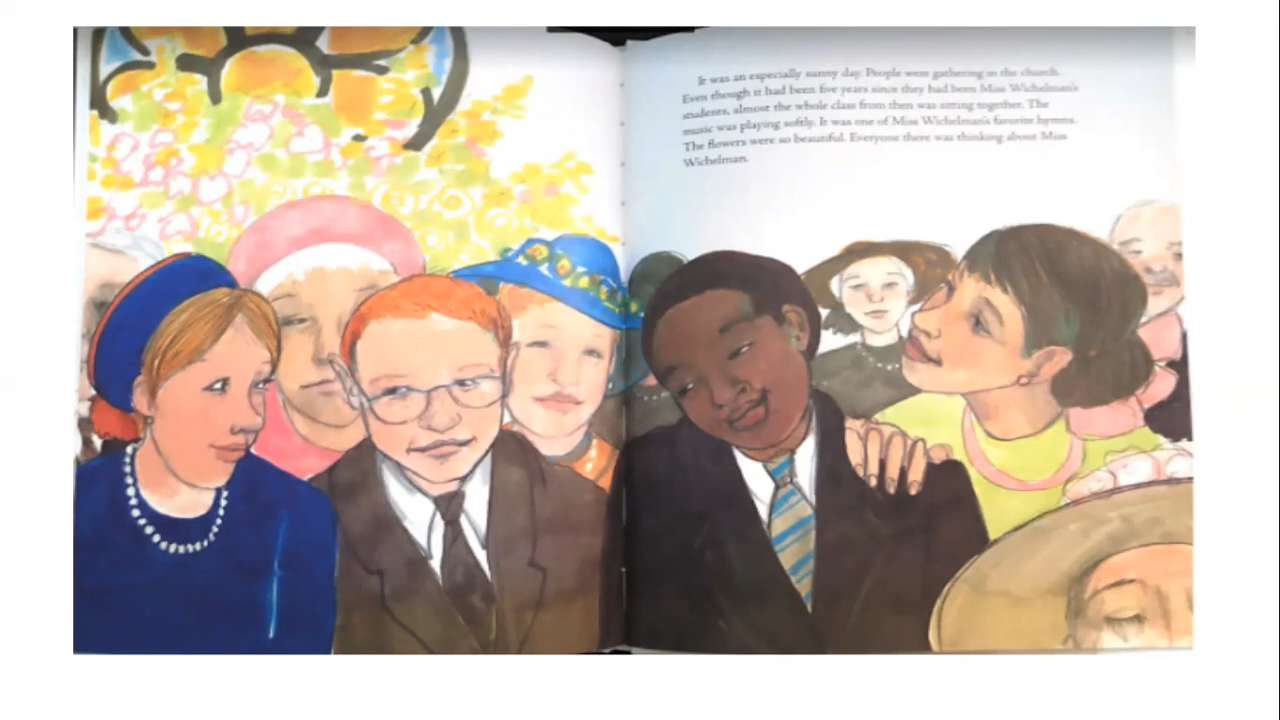 It was an especially sunny day. People were gathering in the church.
Even though it had been five years since they had been Miss Wichelman's
students, almost the whole class from then was sitting together. The
music was playing softly. It was one of Miss Wichelman's favorite hymns.
The flowers were so beautiful. Everyone there was thinking about Miss
Wichelman.